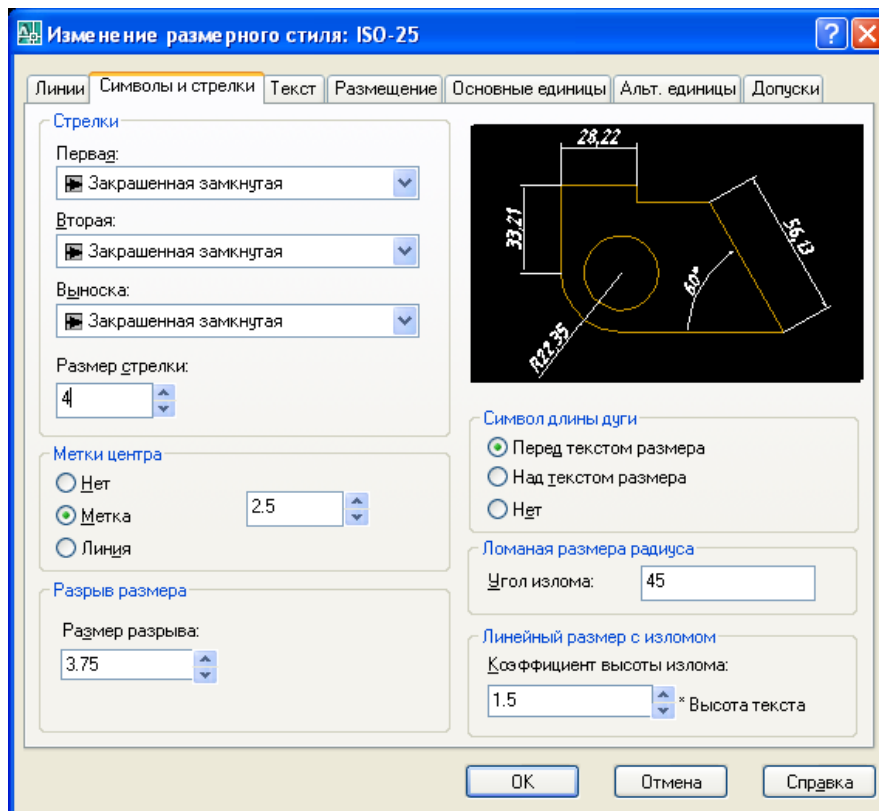 Изменение размерного стиля: ISO-25
Линии
Символы и стрелки
Текст
Размещение
Основные единицы
Альт. единицы
Допуски
Стрелки
Первая:
Закрашенная замкнутая
Вторая:
Закрашенная замкнутая
Выноска:
Закрашенная замкнутая
Размер стрелки:
4
Метки центра
Нет
Метка
Линия
2.5
Разрыв размера
Размер разрыва:
3.75
28,22
33,21
56,13
60°
R22,35
Символ длины дуги
Перед текстом размера
Над текстом размера
Нет
Ломаная размера радиуса
Угол излома:
45
Линейный размер с изломом
Коэффициент высоты излома:
1.5
* Высота текста
OK
Отмена
Справка